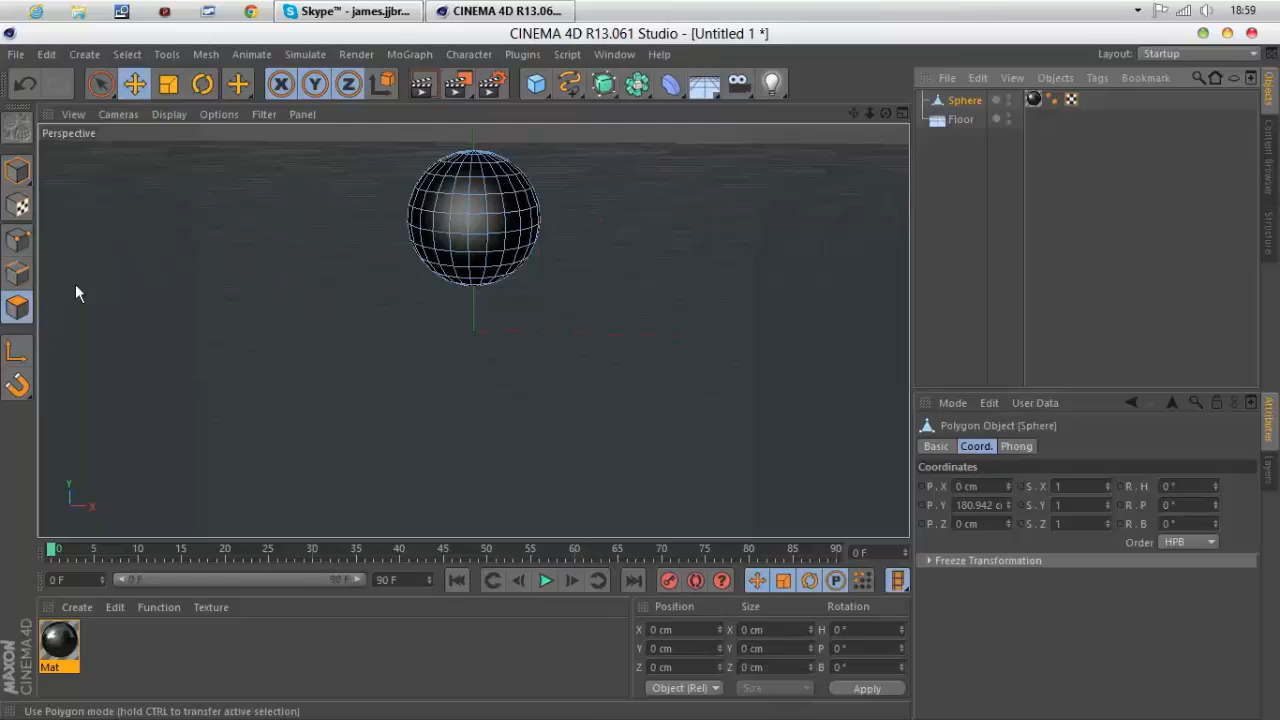 Skype™ - james.jjbr...
CINEMA 4D R13.06...
18:59
CINEMA 4D R13.061 Studio - [Untitled 1 *]
File Edit Create Select Tools Mesh Animate Simulate Render MoGraph Character Plugins Script Window Help
Layout: Startup
X Y Z
File Edit View Objects Tags Bookmark
View Cameras Display Options Filter Panel
Perspective
Sphere
Floor
Objects
Content Browser
Structure
Mode Edit User Data
Polygon Object [Sphere]
Basic Coord. Phong
Coordinates
P . X 0 cm S . X 1 R . H 0 °
P . Y 180.942 c S . Y 1 R . P 0 °
P . Z 0 cm S . Z 1 R . B 0 °
Order HPB
Freeze Transformation
Attributes
Layers
Y
X
0 5 10 15 20 25 30 35 40 45 50 55 60 65 70 75 80 85 90
0 F
0 F 0 F 90 F 90 F
P
Create Edit Function Texture
Mat
Position Size Rotation
X 0 cm X 0 cm H 0 °
Y 0 cm Y 0 cm P 0 °
Z 0 cm Z 0 cm B 0 °
Object (Rel) Size Apply
MAXON
CINEMA 4D
Use Polygon mode (hold CTRL to transfer active selection)